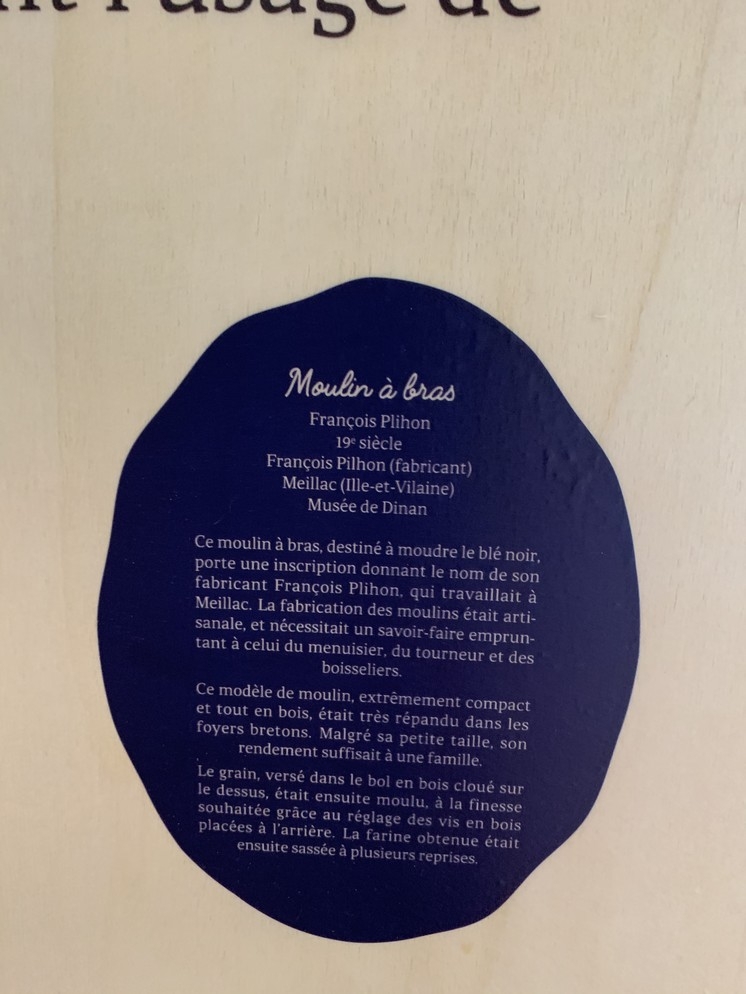 l'usage de
Moulin à bras
François Plihon
19e siècle
François Pilhon (fabricant)
Meillac (Ille-et-Vilaine)
Musée de Dinan
Ce moulin à bras, destiné à moudre le blé noir,
porte une inscription donnant le nom de son
fabricant François Plihon, qui travaillait à
Meillac. La fabrication des moulins était arti-
sanale, et nécessitait un savoir-faire emprun-
tant à celui du menuisier, du tourneur et des
boisseliers.
Ce modèle de moulin, extrêmement compact
et tout en bois, était très répandu dans les
foyers bretons. Malgré sa petite taille, son
rendement suffisait à une famille.
Le grain, versé dans le bol en bois cloué sur
le dessus, était ensuite moulu, à la finesse
souhaitée grâce au réglage des vis en bois
placées à l'arrière. La farine obtenue était
ensuite sassée à plusieurs reprises.